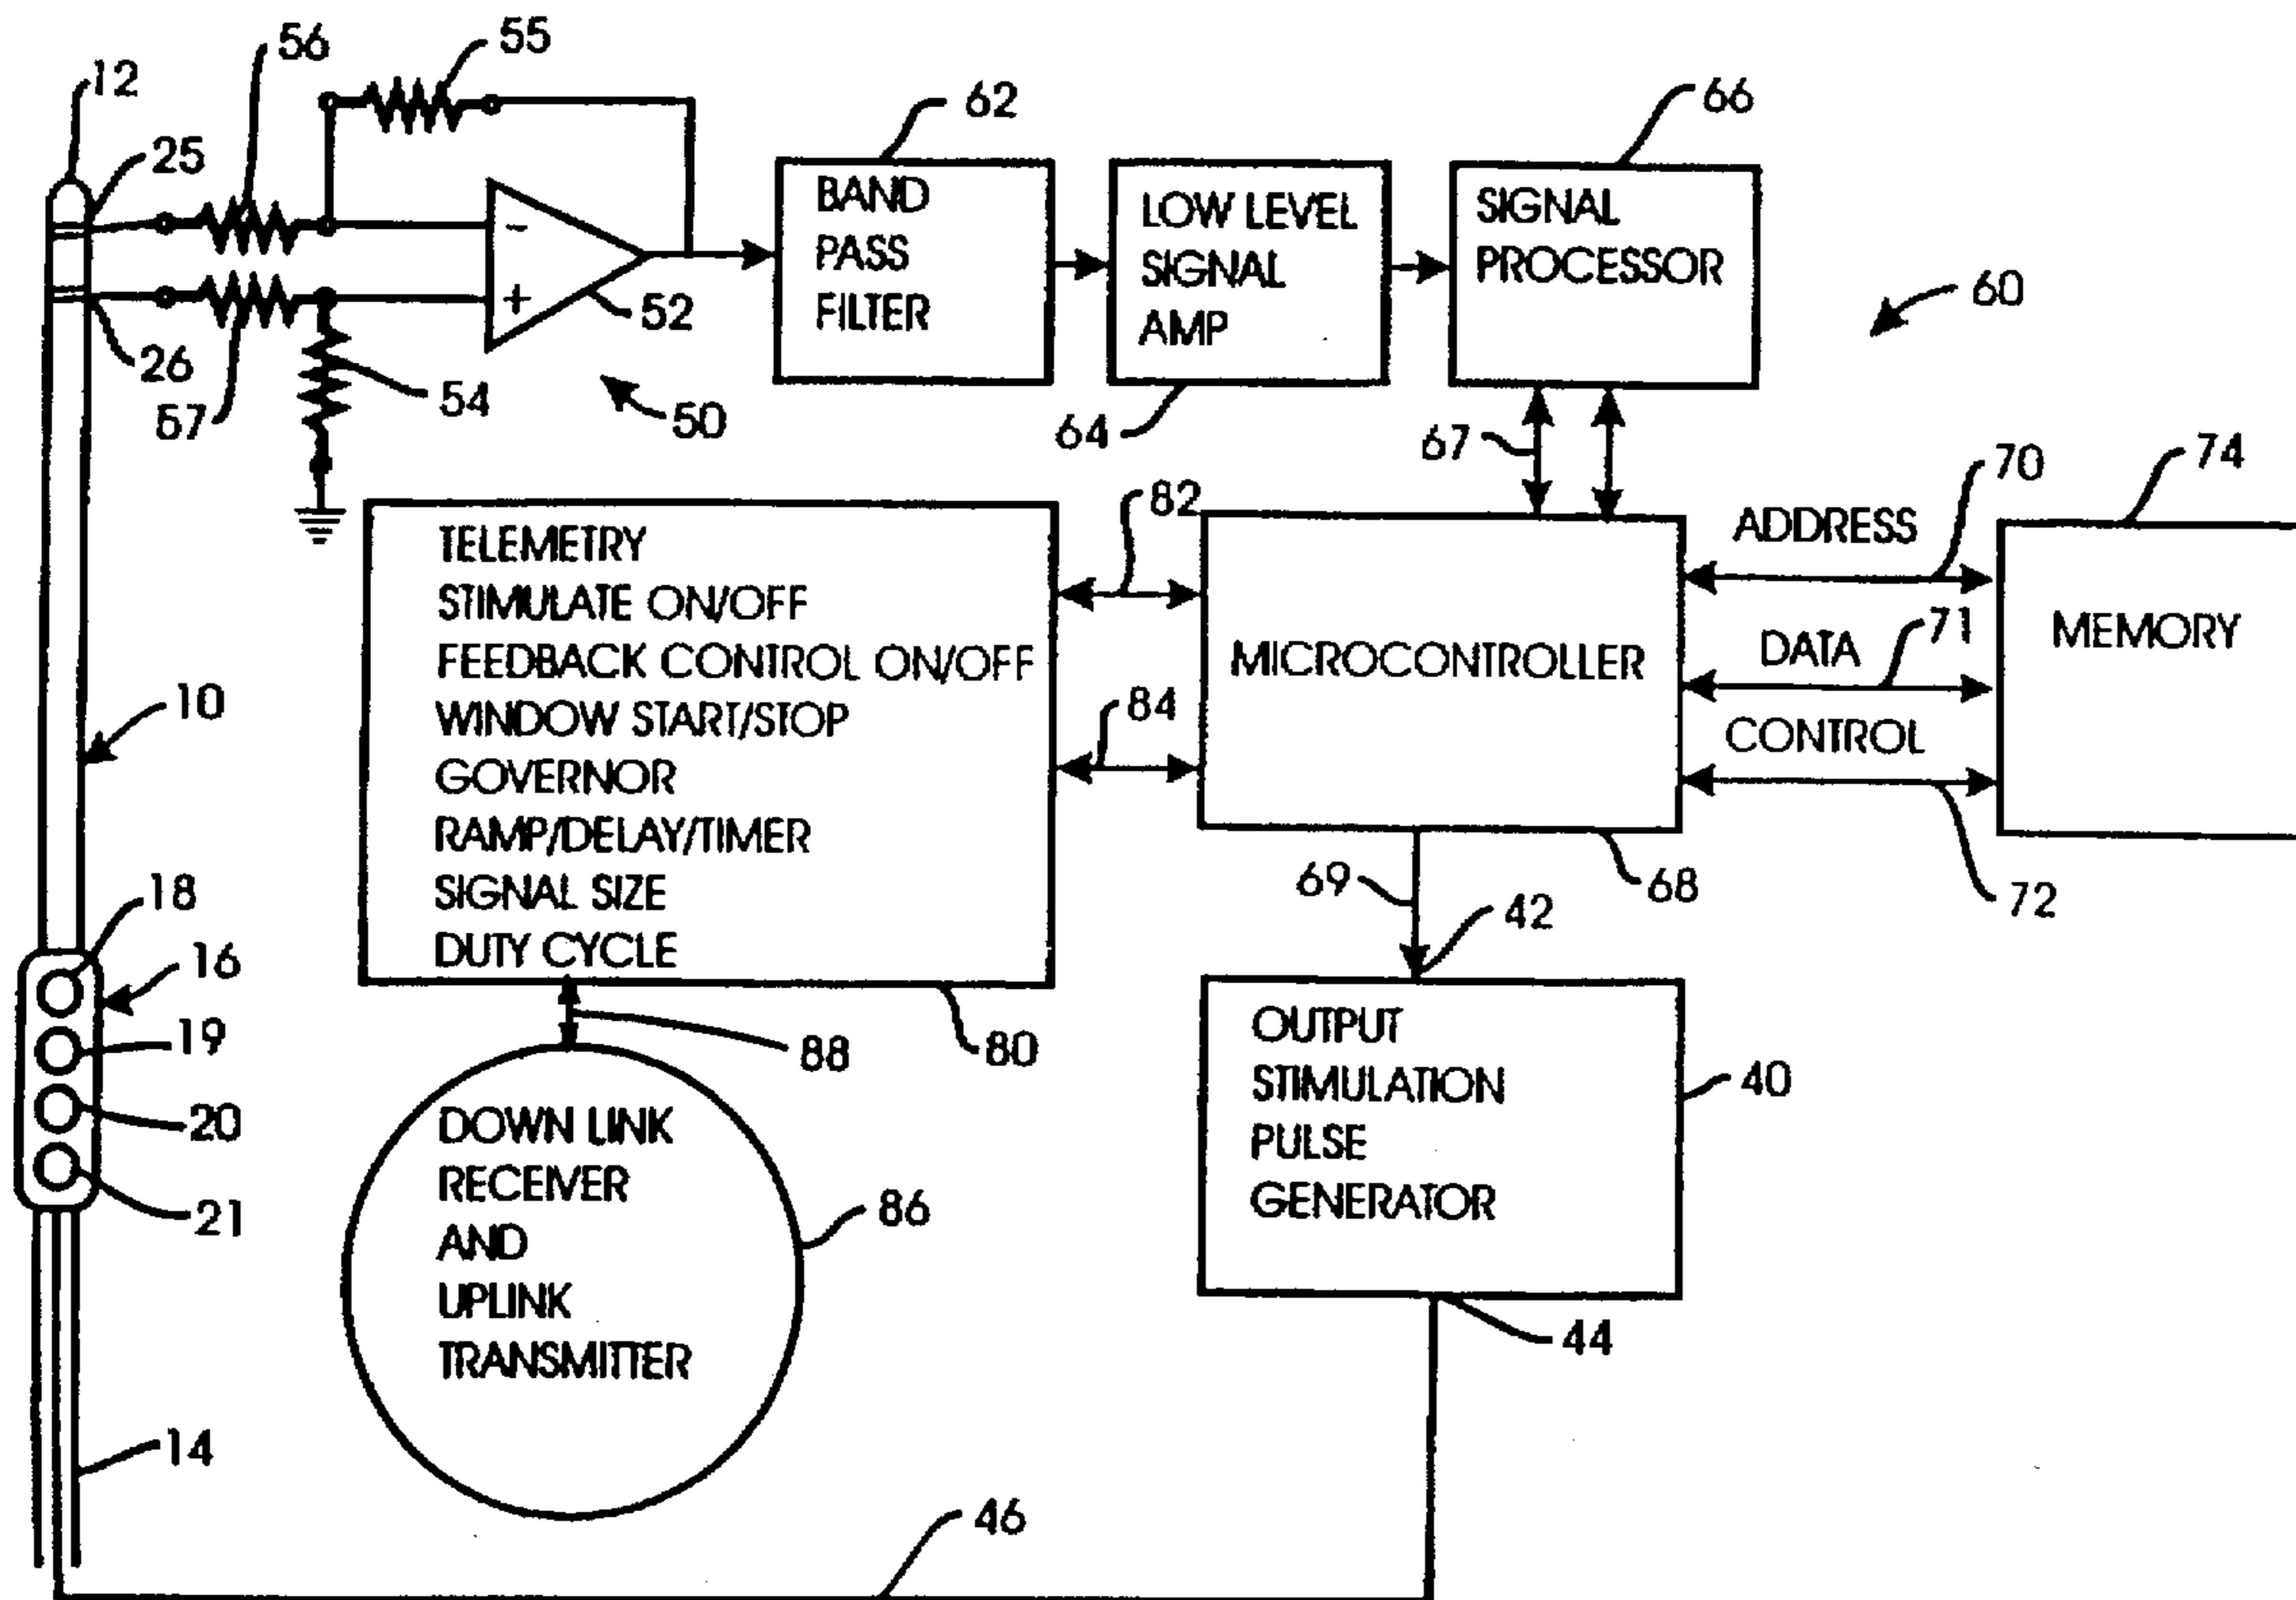 56
55
12
62
66
25
BAND
PASS
FILTER
LOW LEVEL
SIGNAL
AMP
SIGNAL
PROCESSOR
-
+
52
60
26
57
54
50
64
67
70
74
82
ADDRESS
TELEMETRY
STIMULATE ON/OFF
FEEDBACK CONTROL ON/OFF
WINDOW START/STOP
GOVERNOR
RAMP/DELAY/TIMER
SIGNAL SIZE
DUTY CYCLE
MICROCONTROLLER
DATA
71
MEMORY
10
84
CONTROL
69
68
72
18
42
16
19
88
80
20
21
OUTPUT
STIMULATION
PULSE
GENERATOR
40
DOWN LINK
RECEIVER
AND
UPLINK
TRANSMITTER
86
44
14
46